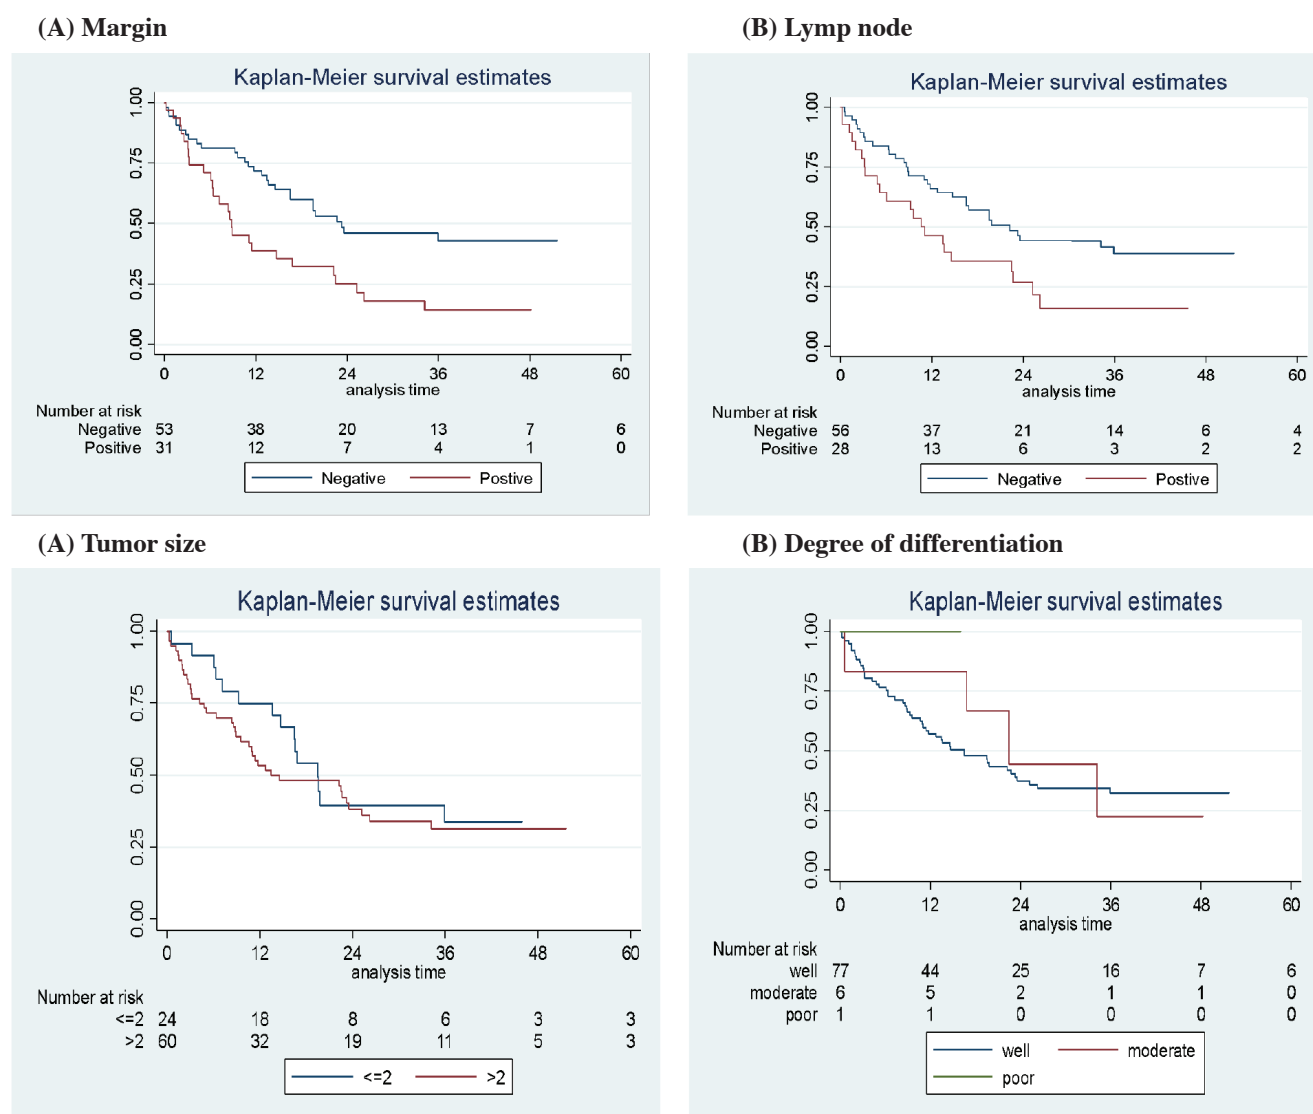 (A) Margin
Kaplan-Meier survival estimates
1.00
0.75
0.50
0.25
0.00
0 12 24 36 48 60
analysis time
Number at risk
Negative 53 38 20 13 7 6
Positive 31 12 7 4 1 0
Negative Postive
(B) Lymp node
Kaplan-Meier survival estimates
1.00
0.75
0.50
0.25
0.00
0 12 24 36 48 60
analysis time
Number at risk
Negative 56 37 21 14 6 4
Positive 28 13 6 3 2 2
Negative Postive
(A) Tumor size
Kaplan-Meier survival estimates
1.00
0.75
0.50
0.25
0.00
0 12 24 36 48 60
analysis time
Number at risk
<=2 24 18 8 6 3 3
>2 60 32 19 11 5 3
<=2 >2
(B) Degree of differentiation
Kaplan-Meier survival estimates
1.00
0.75
0.50
0.25
0.00
0 12 24 36 48 60
analysis time
Number at risk
well 77 44 25 16 7 6
moderate 6 5 2 1 1 0
poor 1 1 0 0 0 0
well moderate
poor